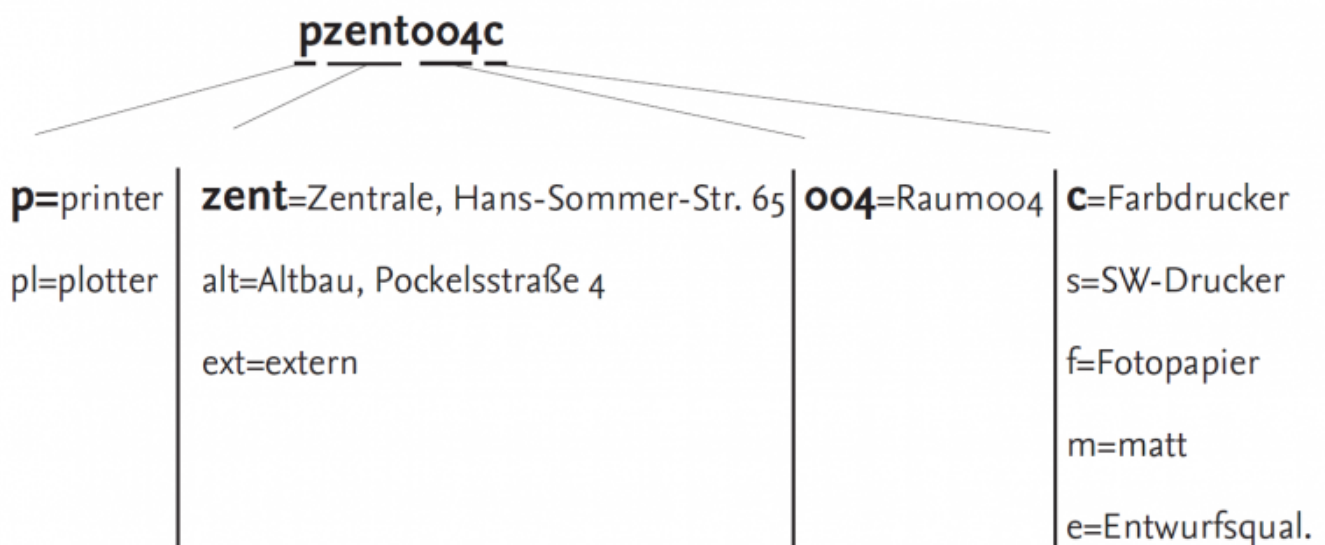 pzent004c
p=printer zent=Zentrale, Hans-Sommer-Str. 65 004=Raum004 c=Farbdrucker
pl=plotter alt=Altbau, Pockelsstraße 4 s=SW-Drucker
ext=extern f=Fotopapier
m=matt
e=Entwurfsqual.